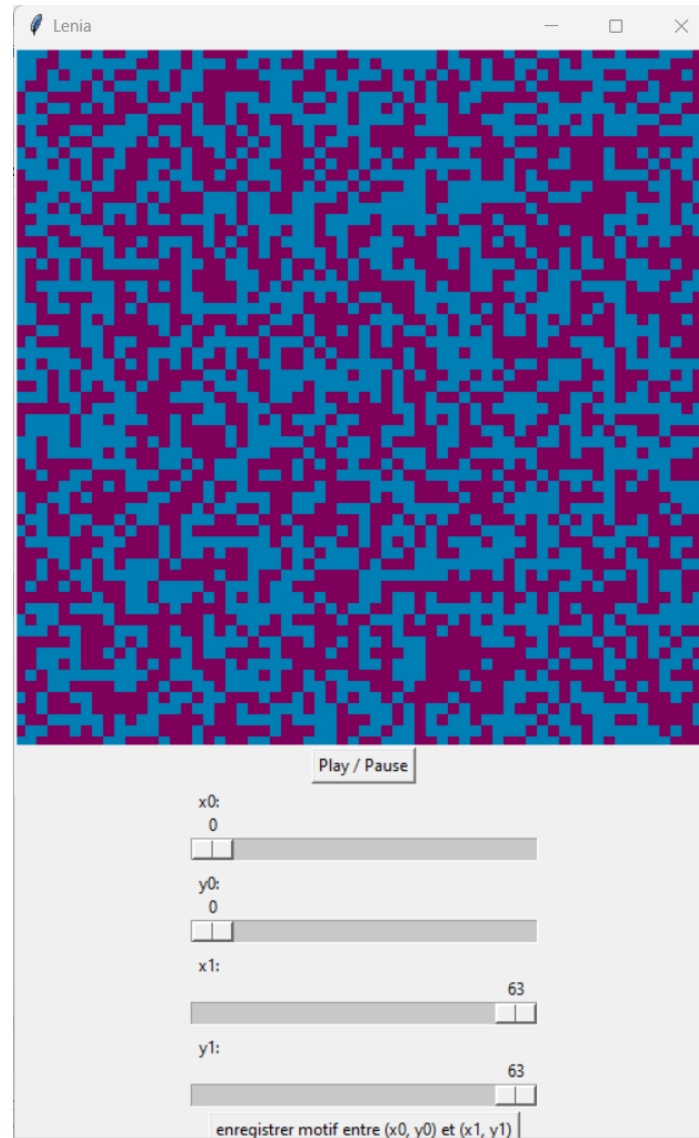 Lenia
Play / Pause
x0:
0
y0:
0
x1:
63
y1:
63
enregistrer motif entre (x0, y0) et (x1, y1)